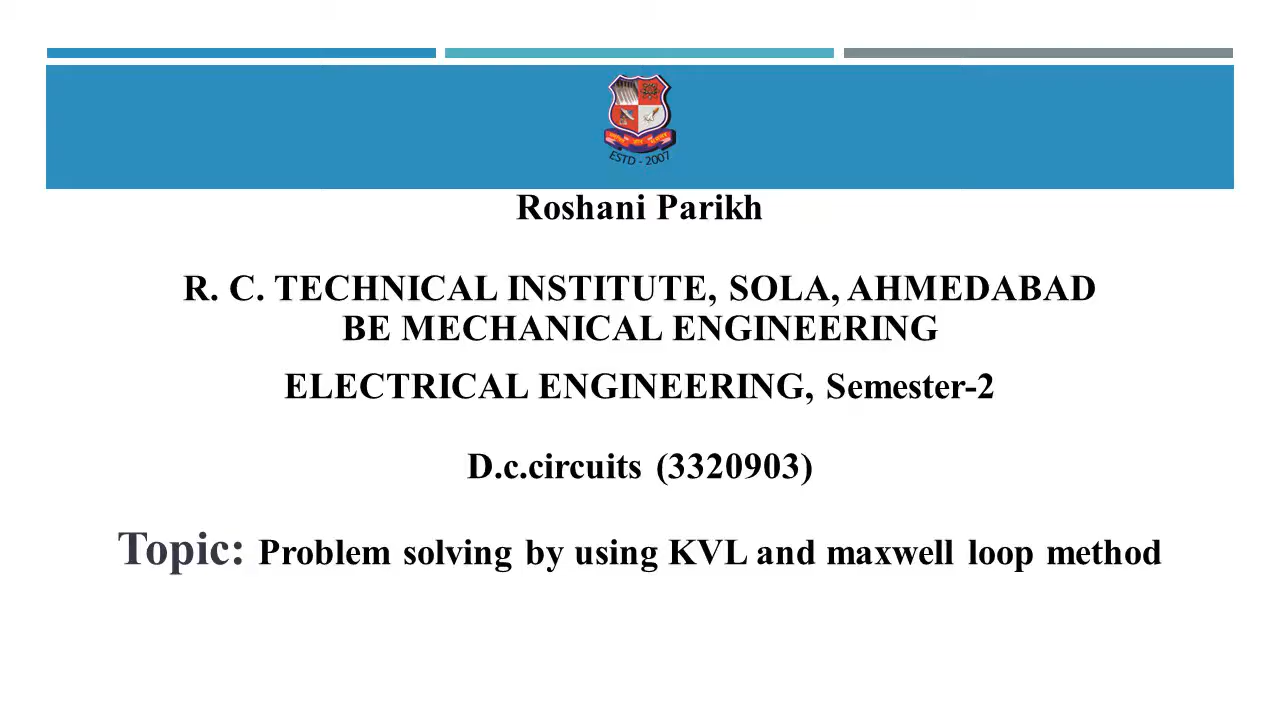 ESTD - 2007
Roshani Parikh
R. C. TECHNICAL INSTITUTE, SOLA, AHMEDABAD
BE MECHANICAL ENGINEERING
ELECTRICAL ENGINEERING, Semester-2
D.c.circuits (3320903)
Topic: Problem solving by using KVL and maxwell loop method